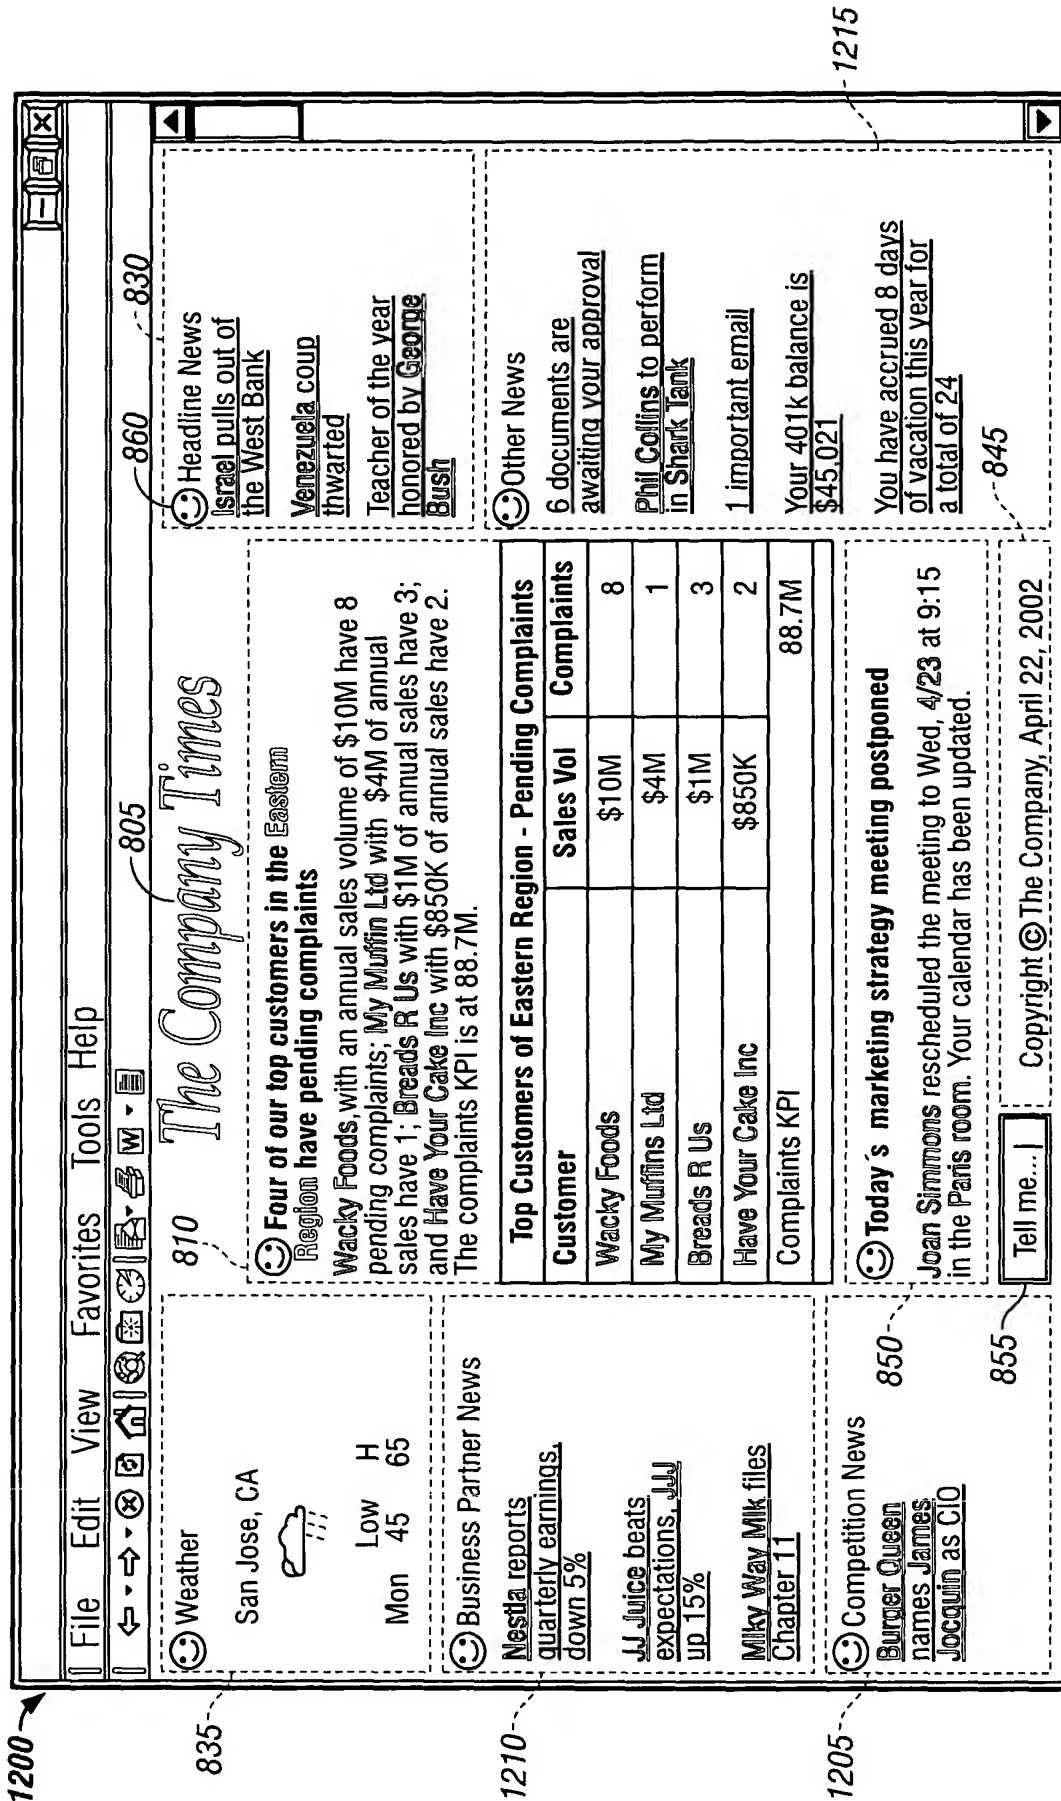 1200
File Edit View Favorites Tools Help
W
805
The Company Times
835
Weather
San Jose, CA
Low H
Mon 45 65
1210
Business Partner News
Nestla reports
quarterly earnings,
down 5%
JJ Juice beats
expectations, JJJ
up 15%
Mlky Way Mlk files
Chapter 11
1205
Competition News
Burger Queen
names James
Jocquin as CIO
810
Four of our top customers in the Eastern
Region have pending complaints
Wacky Foods, with an annual sales volume of $10M have 8
pending complaints; My Muffin Ltd with $4M of annual
sales have 1; Breads R Us with $1M of annual sales have 3;
and Have Your Cake Inc with $850K of annual sales have 2.
The complaints KPI is at 88.7M.
Top Customers of Eastern Region - Pending Complaints
Customer Sales Vol Complaints
Wacky Foods $10M 8
My Muffins Ltd $4M 1
Breads R Us $1M 3
Have Your Cake Inc $850K 2
Complaints KPI 88.7M
850
Today's marketing strategy meeting postponed
Joan Simmons rescheduled the meeting to Wed, 4/23 at 9:15
in the Paris room. Your calendar has been updated.
855
Tell me... |
Copyright © The Company, April 22, 2002
845
860
830
Headline News
Israel pulls out of
the West Bank
Venezuela coup
thwarted
Teacher of the year
honored by George
Bush
1215
Other News
6 documents are
awaiting your approval
Phil Collins to perform
in Shark Tank
1 important email
Your 401k balance is
$45,021
You have accrued 8 days
of vacation this year for
a total of 24